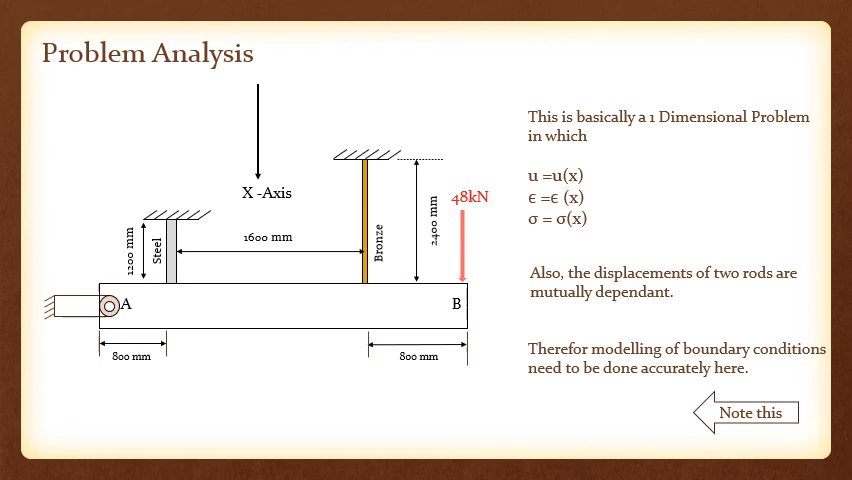 Problem Analysis
X -Axis
48kN
1200 mm
Steel
1600 mm
Bronze
2400 mm
A
B
800 mm
800 mm
This is basically a 1 Dimensional Problem
in which
u =u(x)
ϵ =ϵ (x)
σ = σ(x)
Also, the displacements of two rods are
mutually dependant.
Therefor modelling of boundary conditions
need to be done accurately here.
Note this